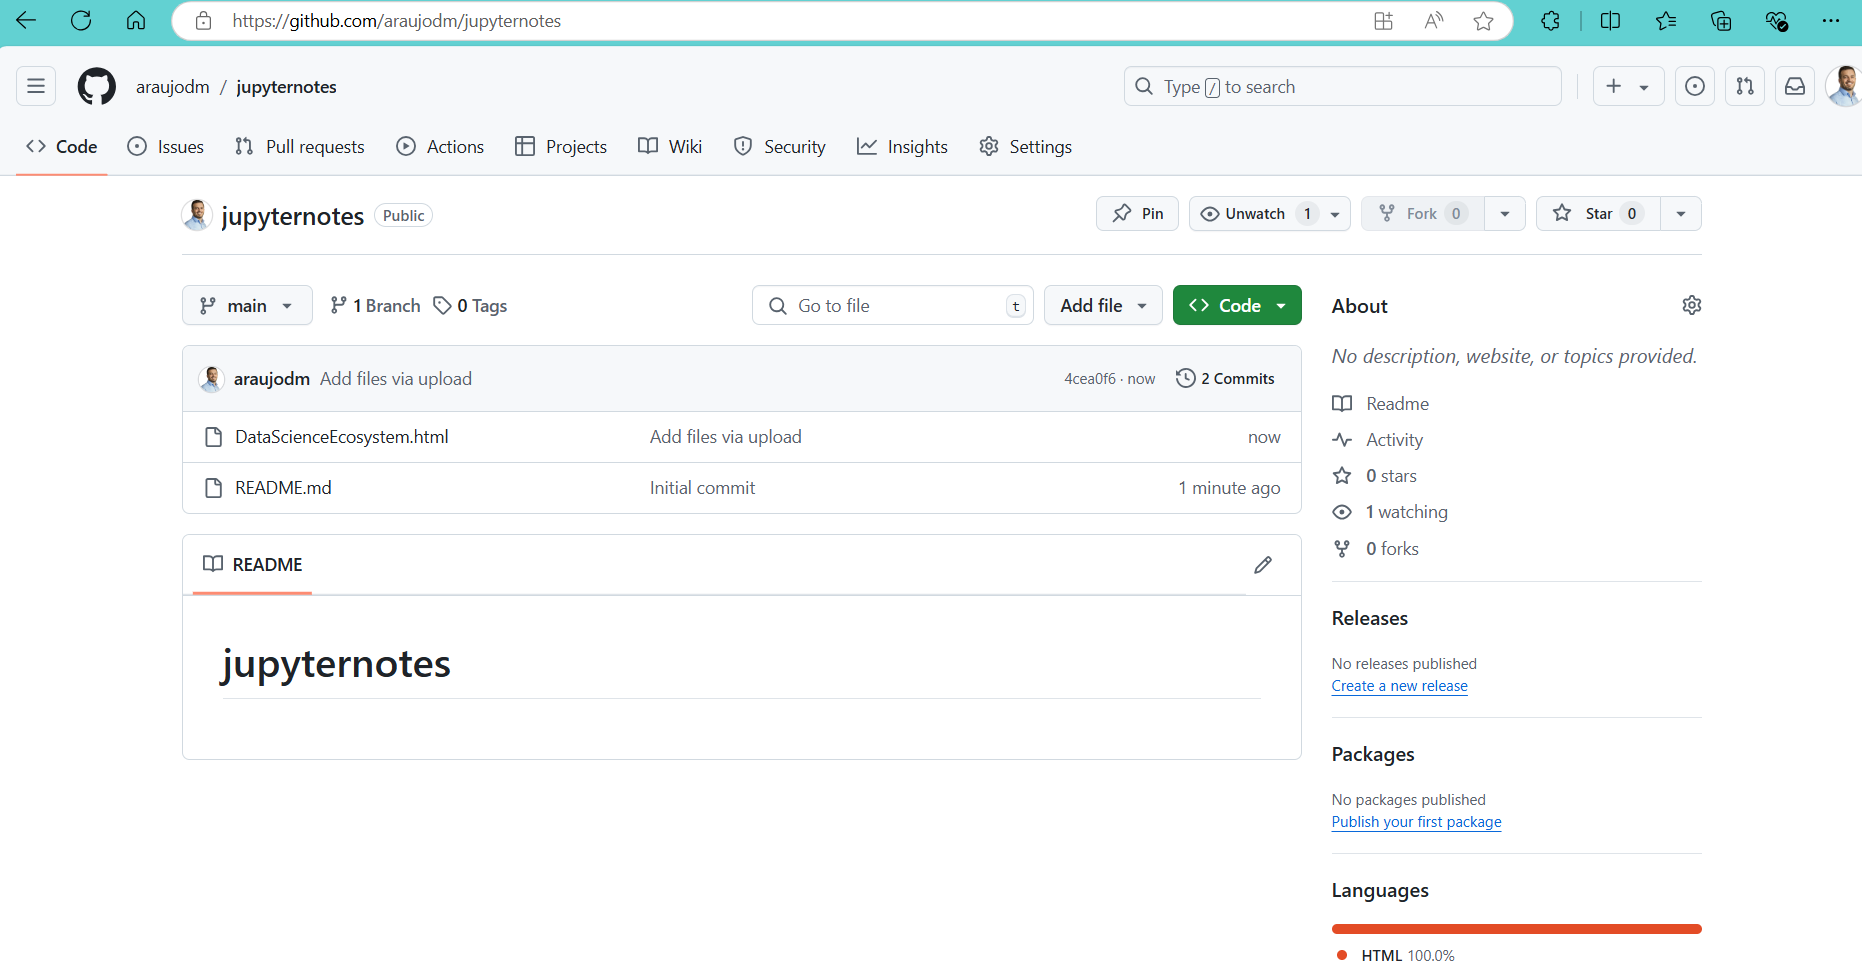 https://github.com/araujodm/jupyternotes
araujodm / jupyternotes
Type / to search
Code Issues Pull requests Actions Projects Wiki Security Insights Settings
jupyternotes Public
Pin Unwatch 1 Fork 0 Star 0
main 1 Branch 0 Tags Go to file t Add file Code
araujodm Add files via upload 4cea0f6 · now 2 Commits
DataScienceEcosystem.html Add files via upload now
README.md Initial commit 1 minute ago
README
jupyternotes
About
No description, website, or topics provided.
Readme
Activity
0 stars
1 watching
0 forks
Releases
No releases published
Create a new release
Packages
No packages published
Publish your first package
Languages
HTML 100.0%